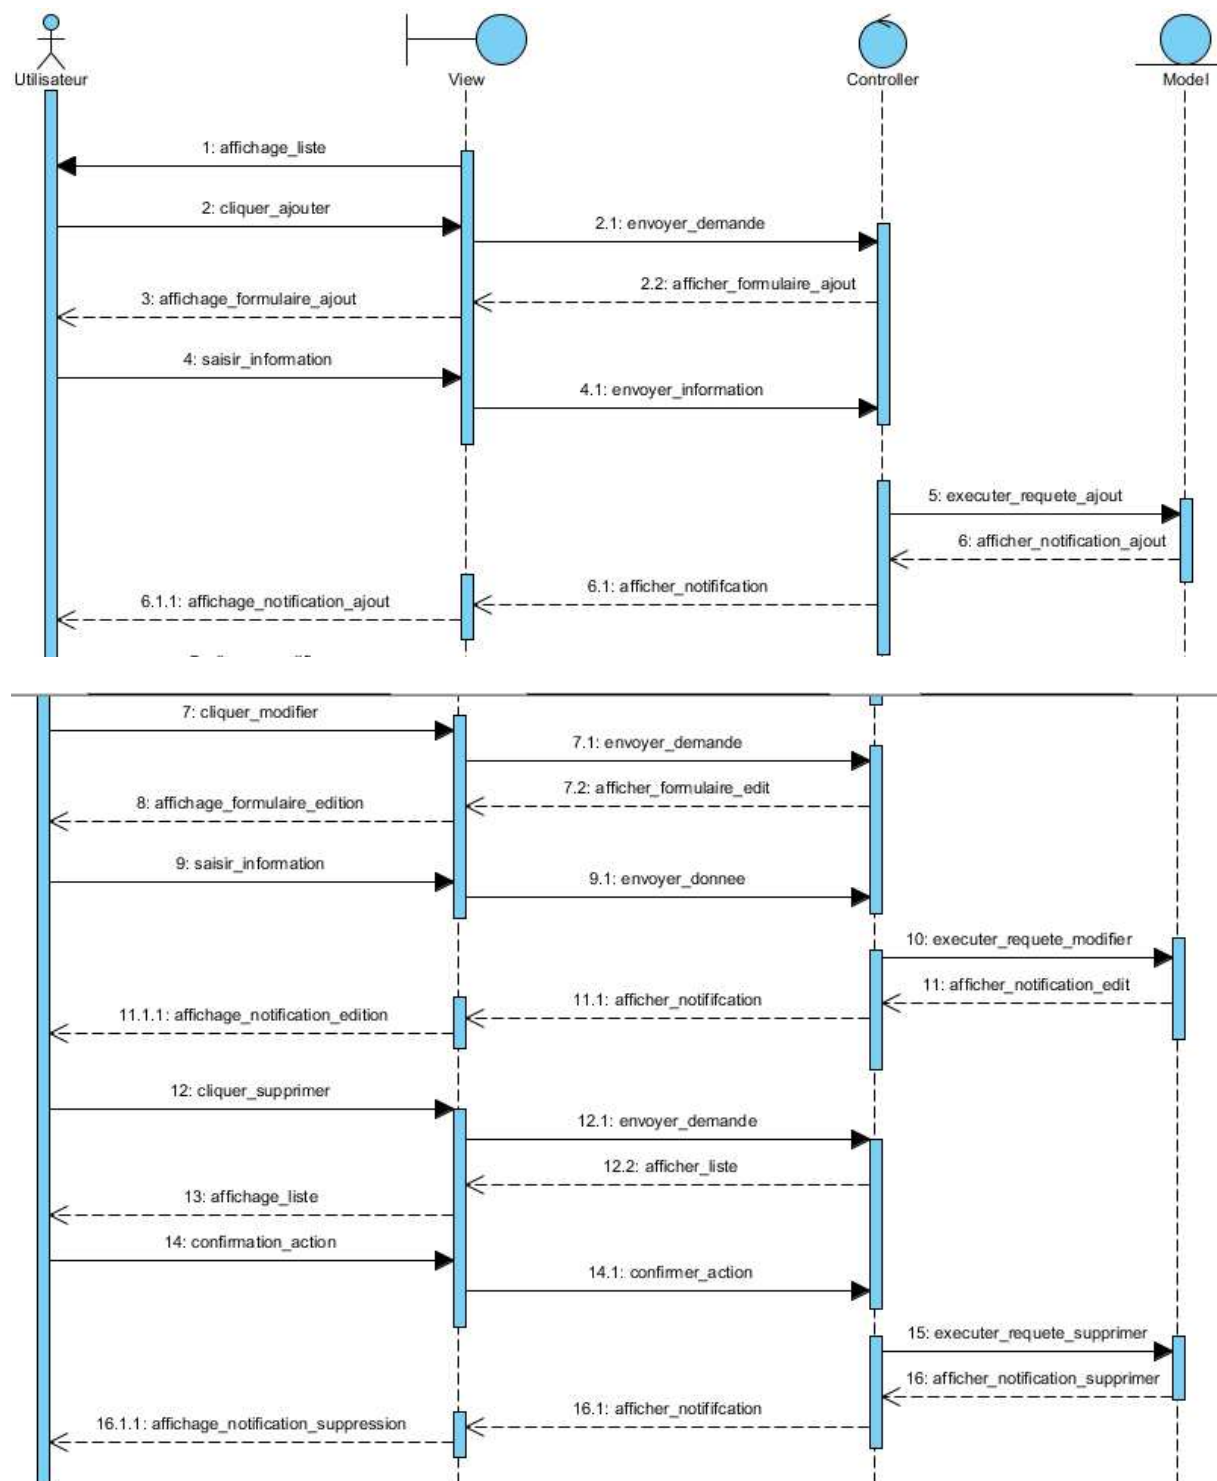 Utilisateur
View
Controller
Model
1: affichage_liste
2: cliquer_ajouter
2.1: envoyer_demande
2.2: afficher_formulaire_ajout
3: affichage_formulaire_ajout
4: saisir_information
4.1: envoyer_information
5: executer_requete_ajout
6: afficher_notification_ajout
6.1: afficher_notififcation
6.1.1: affichage_notification_ajout
7: cliquer_modifier
7.1: envoyer_demande
7.2: afficher_formulaire_edit
8: affichage_formulaire_edition
9: saisir_information
9.1: envoyer_donnee
10: executer_requete_modifier
11: afficher_notification_edit
11.1: afficher_notififcation
11.1.1: affichage_notification_edition
12: cliquer_supprimer
12.1: envoyer_demande
12.2: afficher_liste
13: affichage_liste
14: confirmation_action
14.1: confirmer_action
15: executer_requete_supprimer
16: afficher_notification_supprimer
16.1: afficher_notififcation
16.1.1: affichage_notification_suppression